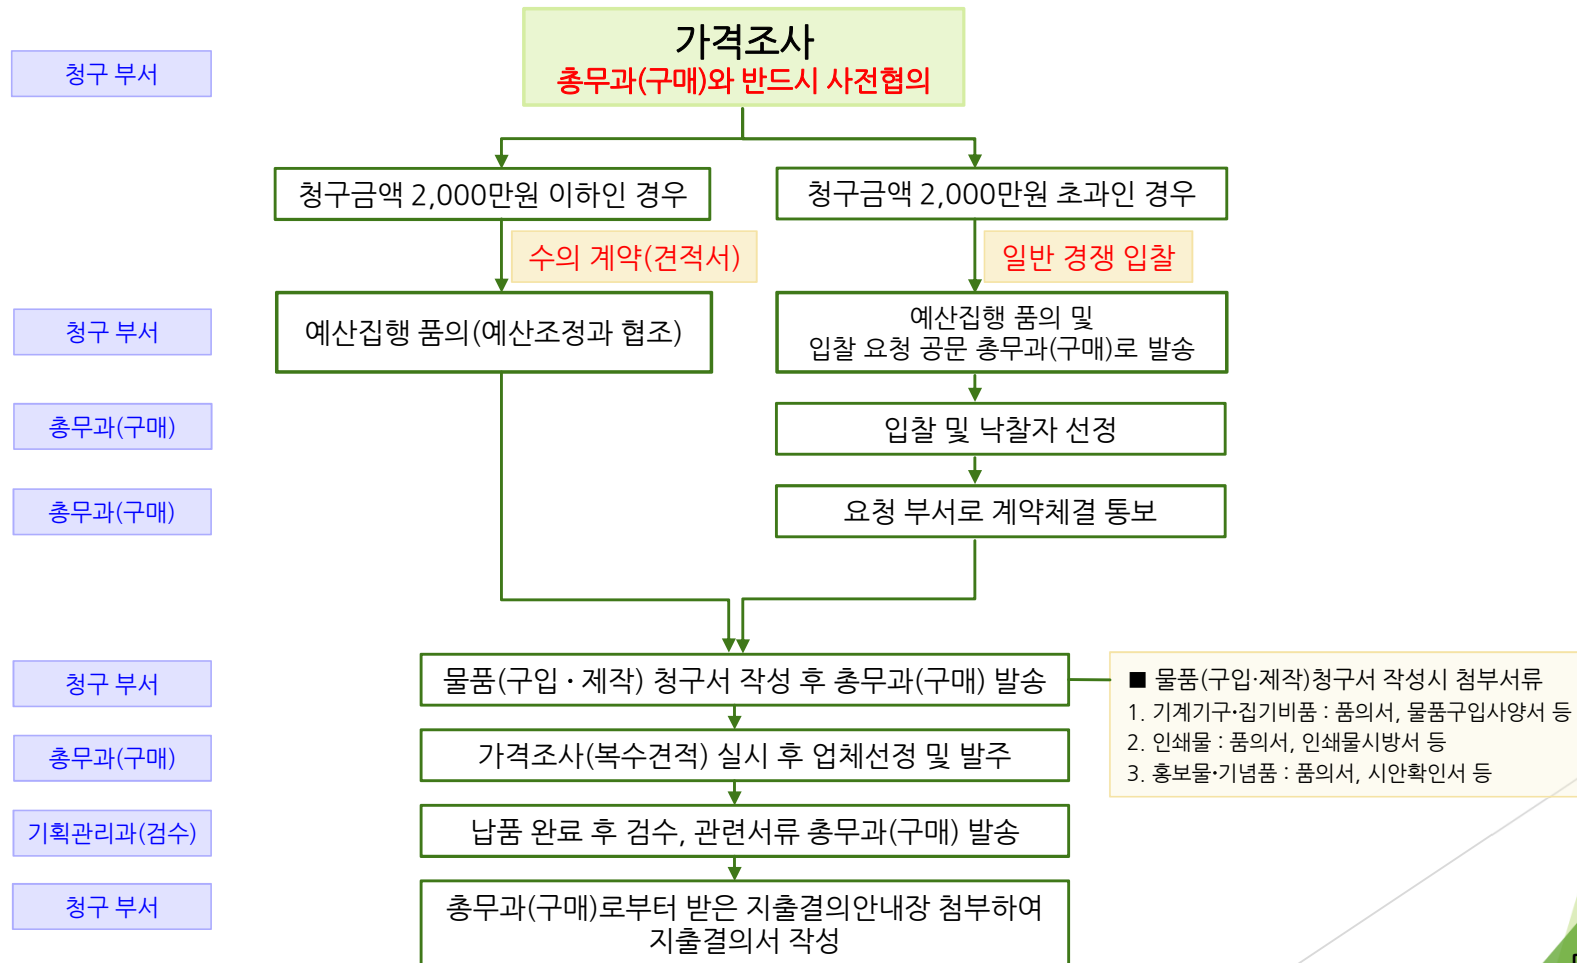 가격조사
청구 부서
총무과(구매)와 반드시 사전협의
청구금액 2,000만원 이하인 경우
청구금액 2,000만원 초과인 경우
수의 계약(견적서)
일반 경쟁 입찰
청구 부서
예산집행 품의(예산조정과 협조)
예산집행 품의 및
입찰 요청 공문 총무과(구매)로 발송
총무과(구매)
입찰 및 낙찰자 선정
총무과(구매)
요청 부서로 계약체결 통보
청구 부서
물품(구입・제작) 청구서 작성 후 총무과(구매) 발송
■ 물품(구입·제작)청구서 작성시 첨부서류
1. 기계기구•집기비품 : 품의서, 물품구입사양서 등
2. 인쇄물 : 품의서, 인쇄물시방서 등
3. 홍보물•기념품 : 품의서, 시안확인서 등
총무과(구매)
가격조사(복수견적) 실시 후 업체선정 및 발주
기획관리과(검수)
납품 완료 후 검수, 관련서류 총무과(구매) 발송
청구 부서
총무과(구매)로부터 받은 지출결의안내장 첨부하여
지출결의서 작성